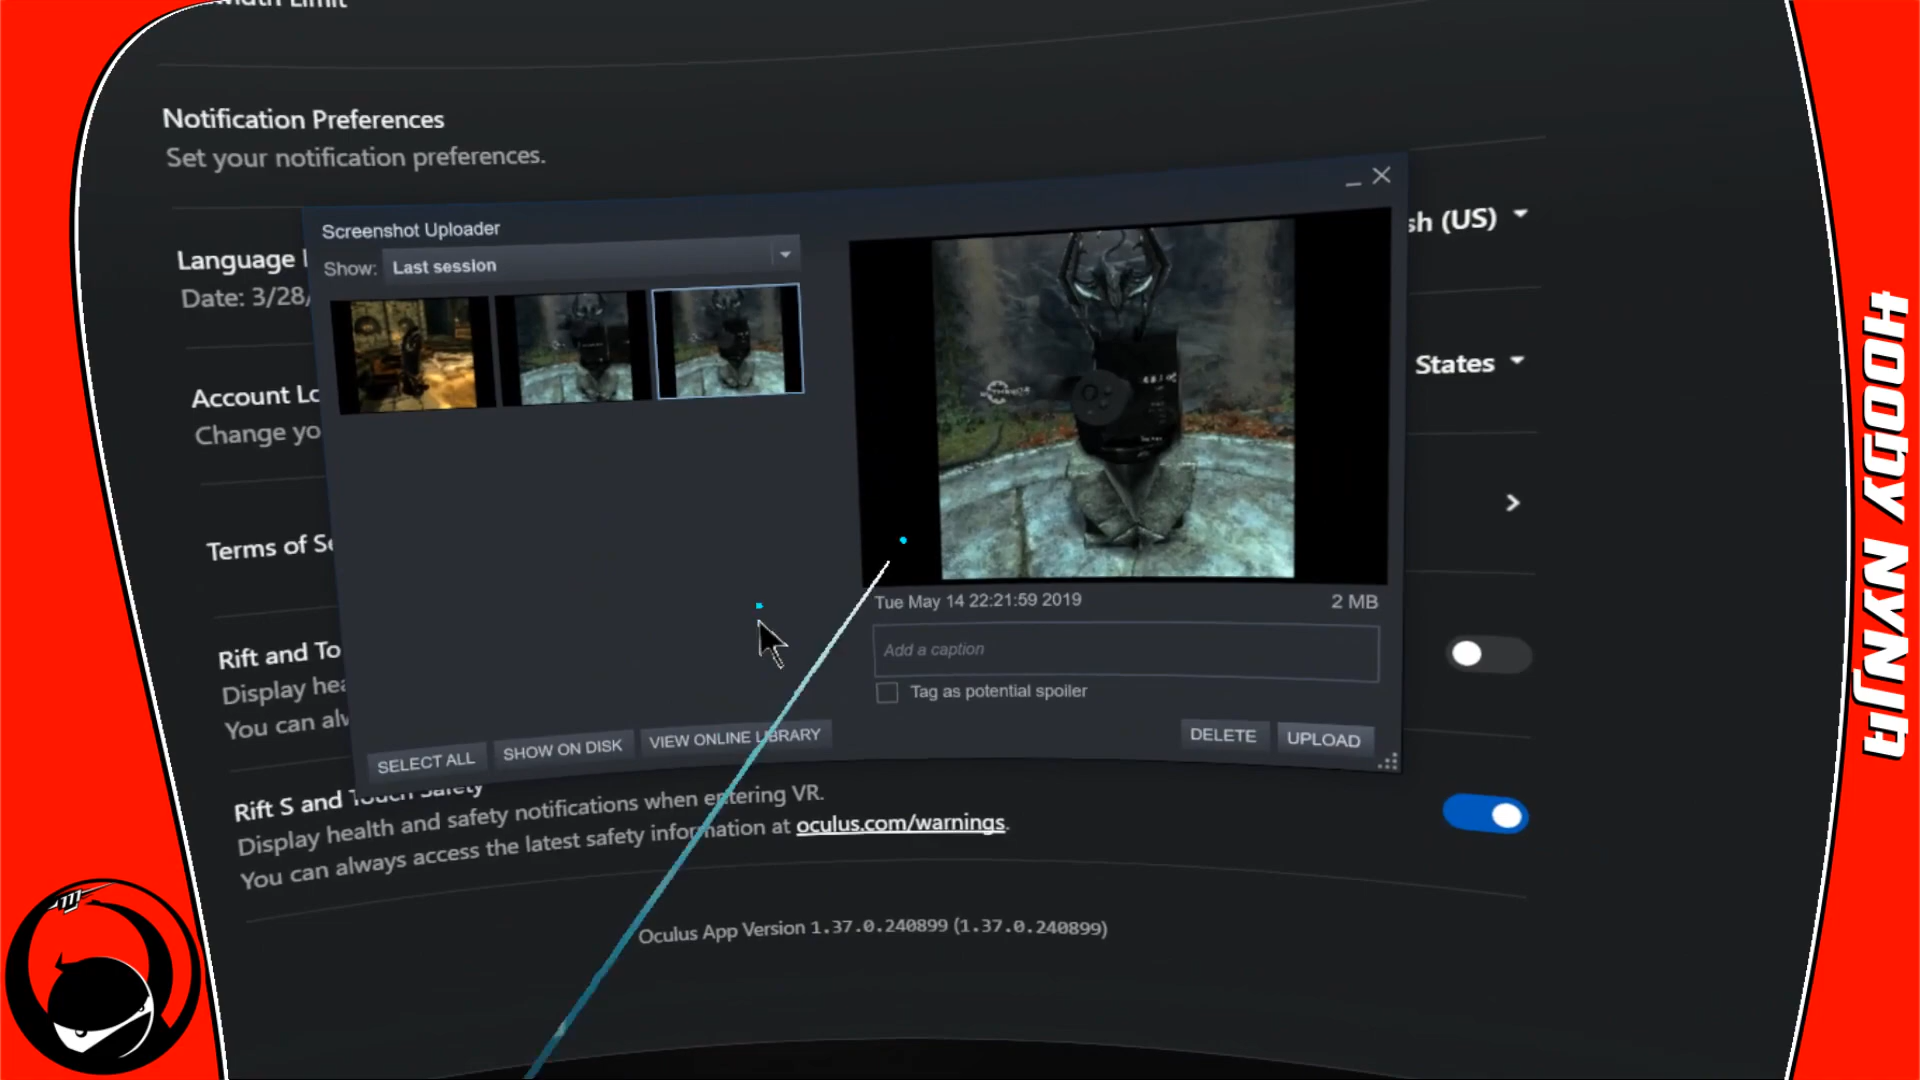 Notification Preferences
Set your notification preferences.
Screenshot Uploader
Show: Last session
Language
Date: 3/28/
sh (US)
Account Lo
Change yo
States
Terms of Se
Tue May 14 22:21:59 2019
2 MB
Add a caption
Tag as potential spoiler
Rift and To
Display hea
You can alw
SELECT ALL
SHOW ON DISK
VIEW ONLINE LIBRARY
DELETE
UPLOAD
Rift S and Touch Safety
Display health and safety notifications when entering VR.
You can always access the latest safety information at oculus.com/warnings.
Oculus App Version 1.37.0.240899 (1.37.0.240899)
HOODY NYNJA